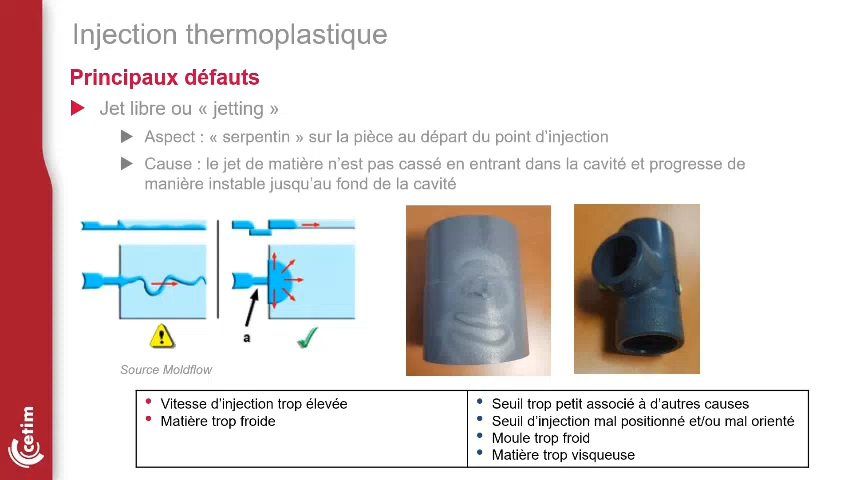 Injection thermoplastique
Principaux défauts
Jet libre ou « jetting »
Aspect : « serpentin » sur la pièce au départ du point d'injection
Cause : le jet de matière n'est pas cassé en entrant dans la cavité et progresse de
manière instable jusqu'au fond de la cavité
a
Source Moldflow
Vitesse d'injection trop élevée
Matière trop froide
Seuil trop petit associé à d'autres causes
Seuil d'injection mal positionné et/ou mal orienté
Moule trop froid
Matière trop visqueuse
cetim